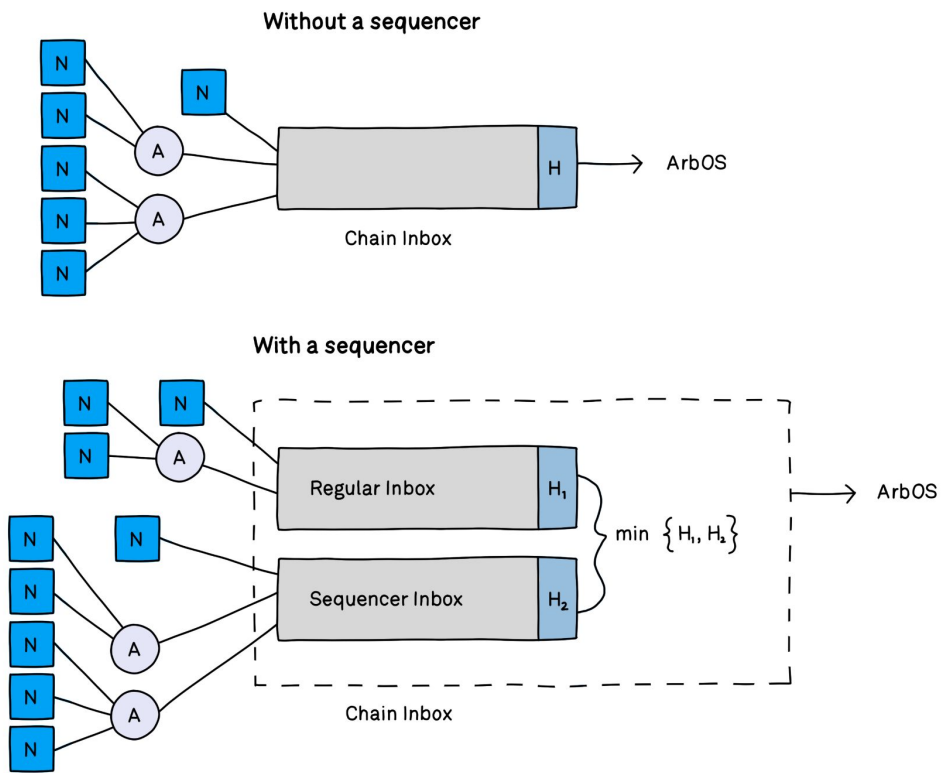 Without a sequencer
N
N
N
A
H
ArbOS
N
N
A
N
Chain Inbox
With a sequencer
N
N
N
A
Regular Inbox
H₁
ArbOS
min {H₁, H₂}
N
N
N
Sequencer Inbox
H₂
N
A
N
A
N
Chain Inbox